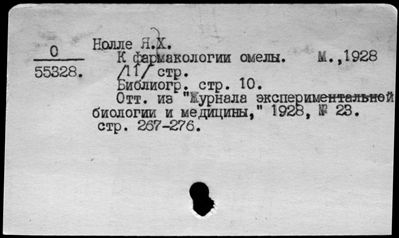 О
55328.
Нолле Я.Х.
К фармакологии омелы. М.,1928
/11/ стр.
Библиогр. стр. 10.
Отт. из "Журнала экспериментальной
биологии и медицины," 1928, № 23.
стр. 267-276.